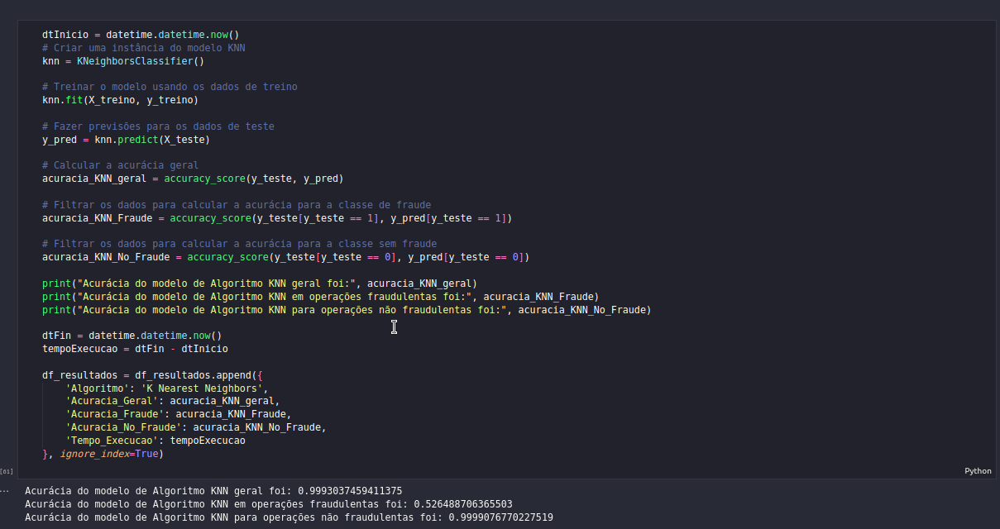 dtInicio = datetime.datetime.now()
# Criar uma instância do modelo KNN
knn = KNeighborsClassifier()
# Treinar o modelo usando os dados de treino
knn.fit(X_treino, y_treino)
# Fazer previsões para os dados de teste
y_pred = knn.predict(X_teste)
# Calcular a acurácia geral
acuracia_KNN_geral = accuracy_score(y_teste, y_pred)
# Filtrar os dados para calcular a acurácia para a classe de fraude
acuracia_KNN_Fraude = accuracy_score(y_teste[y_teste == 1], y_pred[y_teste == 1])
# Filtrar os dados para calcular a acurácia para a classe sem fraude
acuracia_KNN_No_Fraude = accuracy_score(y_teste[y_teste == 0], y_pred[y_teste == 0])
print("Acurácia do modelo de Algoritmo KNN geral foi:", acuracia_KNN_geral)
print("Acurácia do modelo de Algoritmo KNN em operações fraudulentas foi:", acuracia_KNN_Fraude)
print("Acurácia do modelo de Algoritmo KNN para operações não fraudulentas foi:", acuracia_KNN_No_Fraude)
dtFin = datetime.datetime.now()
tempoExecucao = dtFin - dtInicio
df_resultados = df_resultados.append({
    'Algoritmo': 'K Nearest Neighbors',
    'Acuracia_Geral': acuracia_KNN_geral,
    'Acuracia_Fraude': acuracia_KNN_Fraude,
    'Acuracia_No_Fraude': acuracia_KNN_No_Fraude,
    'Tempo_Execucao': tempoExecucao
}, ignore_index=True)
[61]
Python
... Acurácia do modelo de Algoritmo KNN geral foi: 0.9993037459411375
Acurácia do modelo de Algoritmo KNN em operações fraudulentas foi: 0.526488706365503
Acurácia do modelo de Algoritmo KNN para operações não fraudulentas foi: 0.9999076770227519